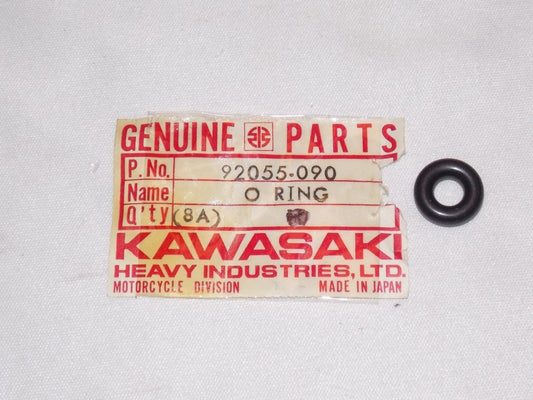 GENUINE PARTS
P. No. 92055-090
Name O RING
Q'ty (8A)
KAWASAKI
HEAVY INDUSTRIES, LTD.
MOTORCYCLE DIVISION MADE IN JAPAN